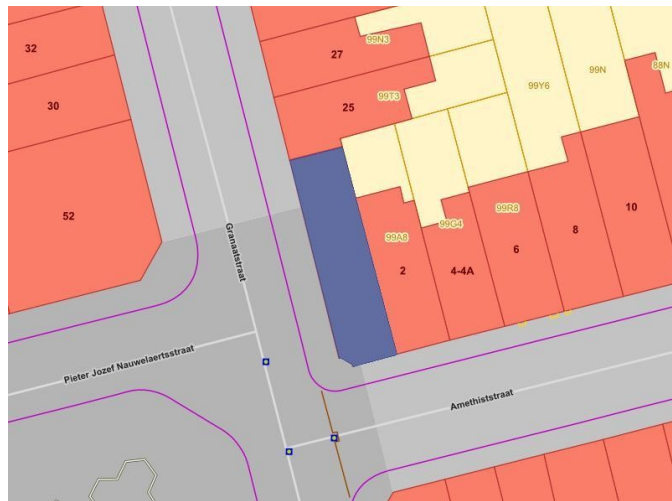 32
27
99N3
30
25
99T3
99Y6
99N
88N
52
Granaatstraat
99A8
99G4
99R8
2
4-4A
6
8
10
Pieter Jozef Nauwelaertsstraat
Amethiststraat